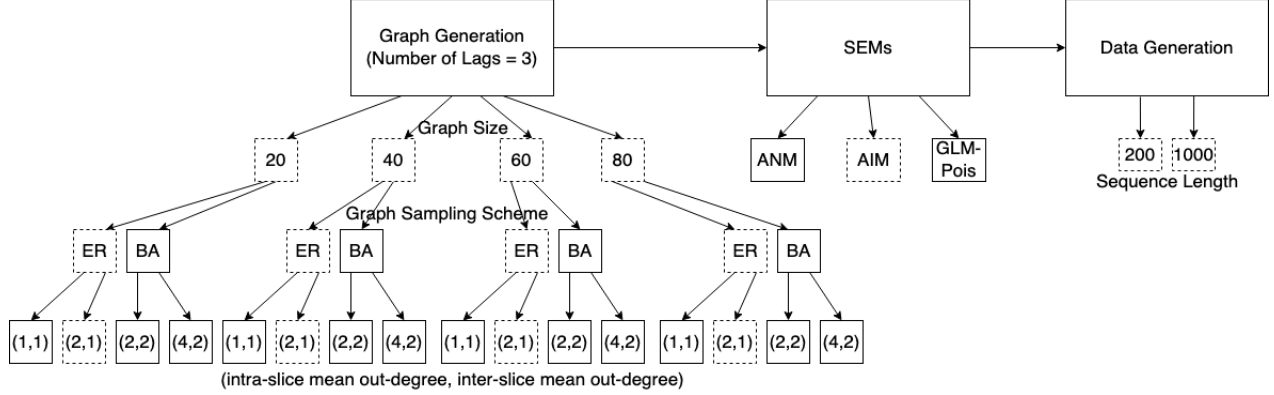 Graph Generation
(Number of Lags = 3)
SEMs
Data Generation
Graph Size
20
40
60
80
ANM
AIM
GLM-
Pois
200
1000
Sequence Length
Graph Sampling Scheme
ER
BA
ER
BA
ER
BA
ER
BA
(1,1)
(2,1)
(2,2)
(4,2)
(1,1)
(2,1)
(2,2)
(4,2)
(1,1)
(2,1)
(2,2)
(4,2)
(1,1)
(2,1)
(2,2)
(4,2)
(intra-slice mean out-degree, inter-slice mean out-degree)